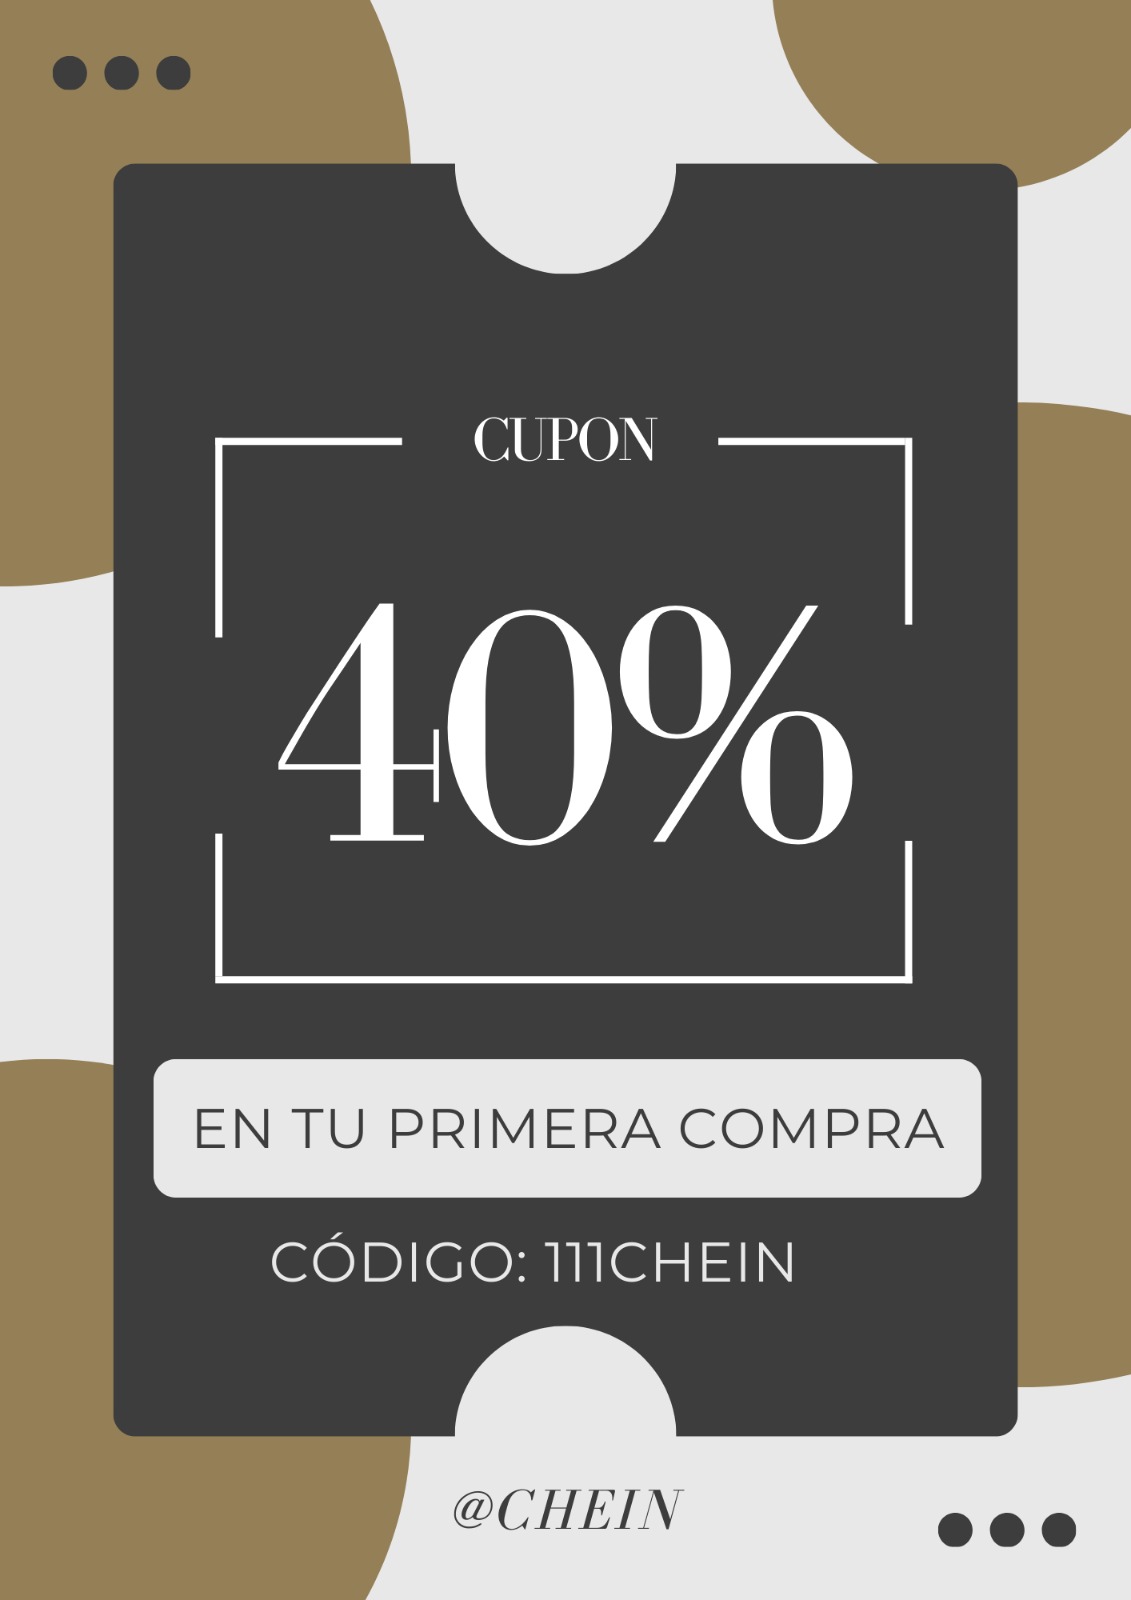 CUPON
40%
EN TU PRIMERA COMPRA
CÓDIGO: 111CHEIN
@CHEIN